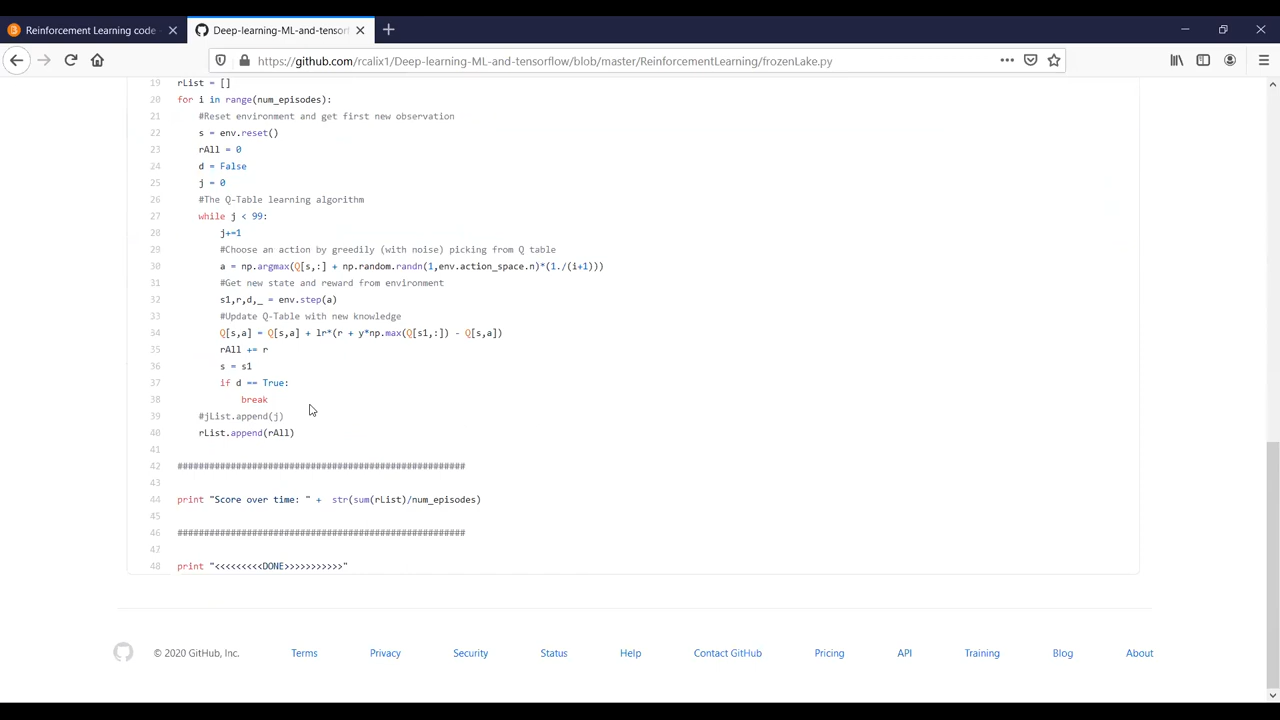 Reinforcement Learning code -
Deep-learning-ML-and-tensorf
https://github.com/rcalix1/Deep-learning-ML-and-tensorflow/blob/master/ReinforcementLearning/frozenLake.py
19 rList = []
20 for i in range(num_episodes):
21 #Reset environment and get first new observation
22 s = env.reset()
23 rAll = 0
24 d = False
25 j = 0
26 #The Q-Table learning algorithm
27 while j < 99:
28 j+=1
29 #Choose an action by greedily (with noise) picking from Q table
30 a = np.argmax(Q[s,:] + np.random.randn(1,env.action_space.n)*(1./(i+1)))
31 #Get new state and reward from environment
32 s1,r,d,_ = env.step(a)
33 #Update Q-Table with new knowledge
34 Q[s,a] = Q[s,a] + lr*(r + y*np.max(Q[s1,:]) - Q[s,a])
35 rAll += r
36 s = s1
37 if d == True:
38 break
39 #jList.append(j)
40 rList.append(rAll)
41
42 #######################################################
43
44 print "Score over time: " + str(sum(rList)/num_episodes)
45
46 #######################################################
47
48 print "<<<<<<<<<DONE>>>>>>>>>>>"
© 2020 GitHub, Inc.
Terms
Privacy
Security
Status
Help
Contact GitHub
Pricing
API
Training
Blog
About